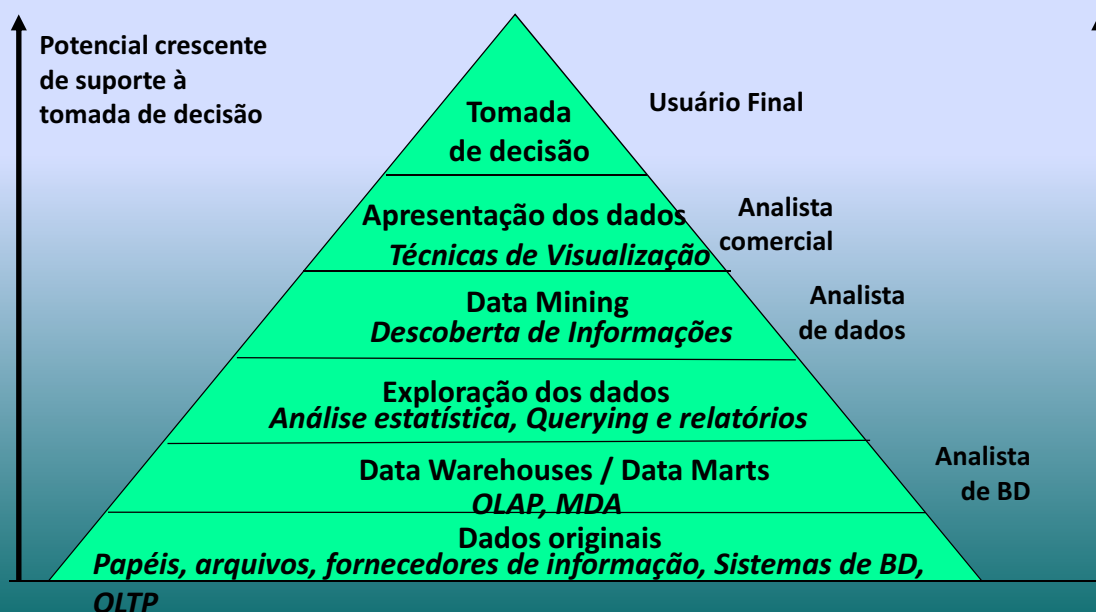 Potencial crescente
de suporte à
tomada de decisão
Usuário Final
Tomada
de decisão
Apresentação dos dados
Técnicas de Visualização
Analista
comercial
Data Mining
Descoberta de Informações
Analista
de dados
Exploração dos dados
Análise estatística, Querying e relatórios
Data Warehouses / Data Marts
OLAP, MDA
Analista
de BD
Dados originais
Papéis, arquivos, fornecedores de informação, Sistemas de BD,
OLTP